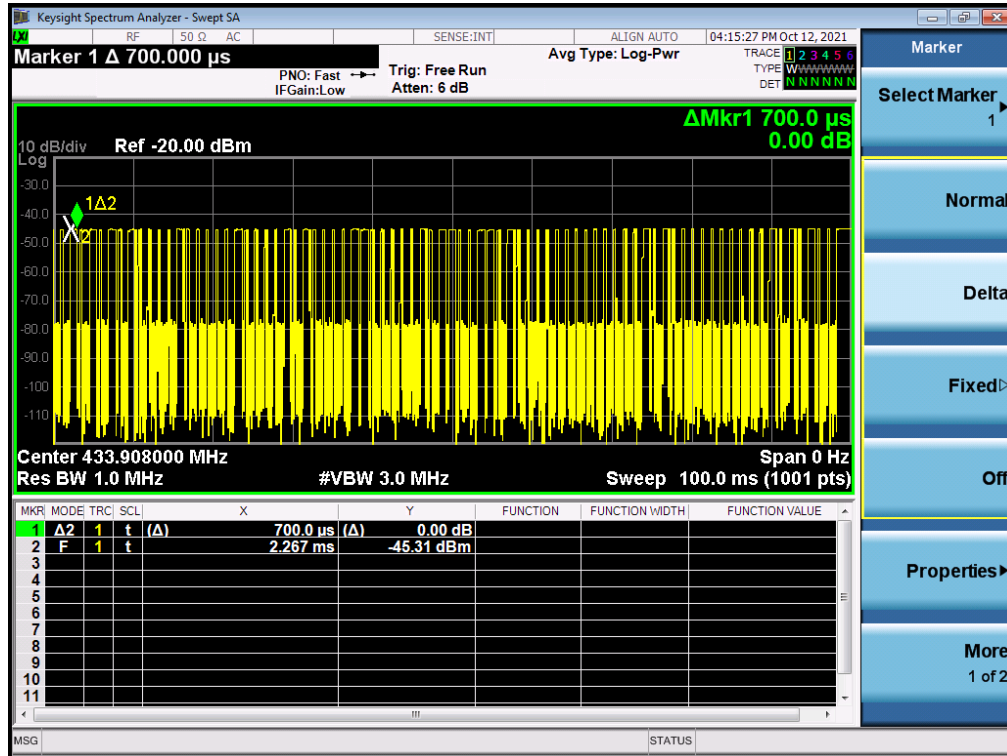 Keysight Spectrum Analyzer - Swept SA
LXI RF 50 Ω AC SENSE:INT ALIGN AUTO 04:15:27 PM Oct 12, 2021
Marker 1 Δ 700.000 µs
PNO: Fast
IFGain:Low
Trig: Free Run
Atten: 6 dB
Avg Type: Log-Pwr
TRACE 1 2 3 4 5 6
TYPE WWWWWW
DET N N N N N N
ΔMkr1 700.0 µs
0.00 dB
10 dB/div Ref -20.00 dBm
Log
-30.0
-40.0
-50.0
-60.0
-70.0
-80.0
-90.0
-100
-110
1Δ2
X2
Center 433.908000 MHz Span 0 Hz
Res BW 1.0 MHz #VBW 3.0 MHz Sweep 100.0 ms (1001 pts)
MKR MODE TRC SCL X Y FUNCTION FUNCTION WIDTH FUNCTION VALUE
1 Δ2 1 t (Δ) 700.0 µs (Δ) 0.00 dB
2 F 1 t 2.267 ms -45.31 dBm
3
4
5
6
7
8
9
10
11
MSG STATUS
Marker
Select Marker
1
Normal
Delta
Fixed
Off
Properties
More
1 of 2